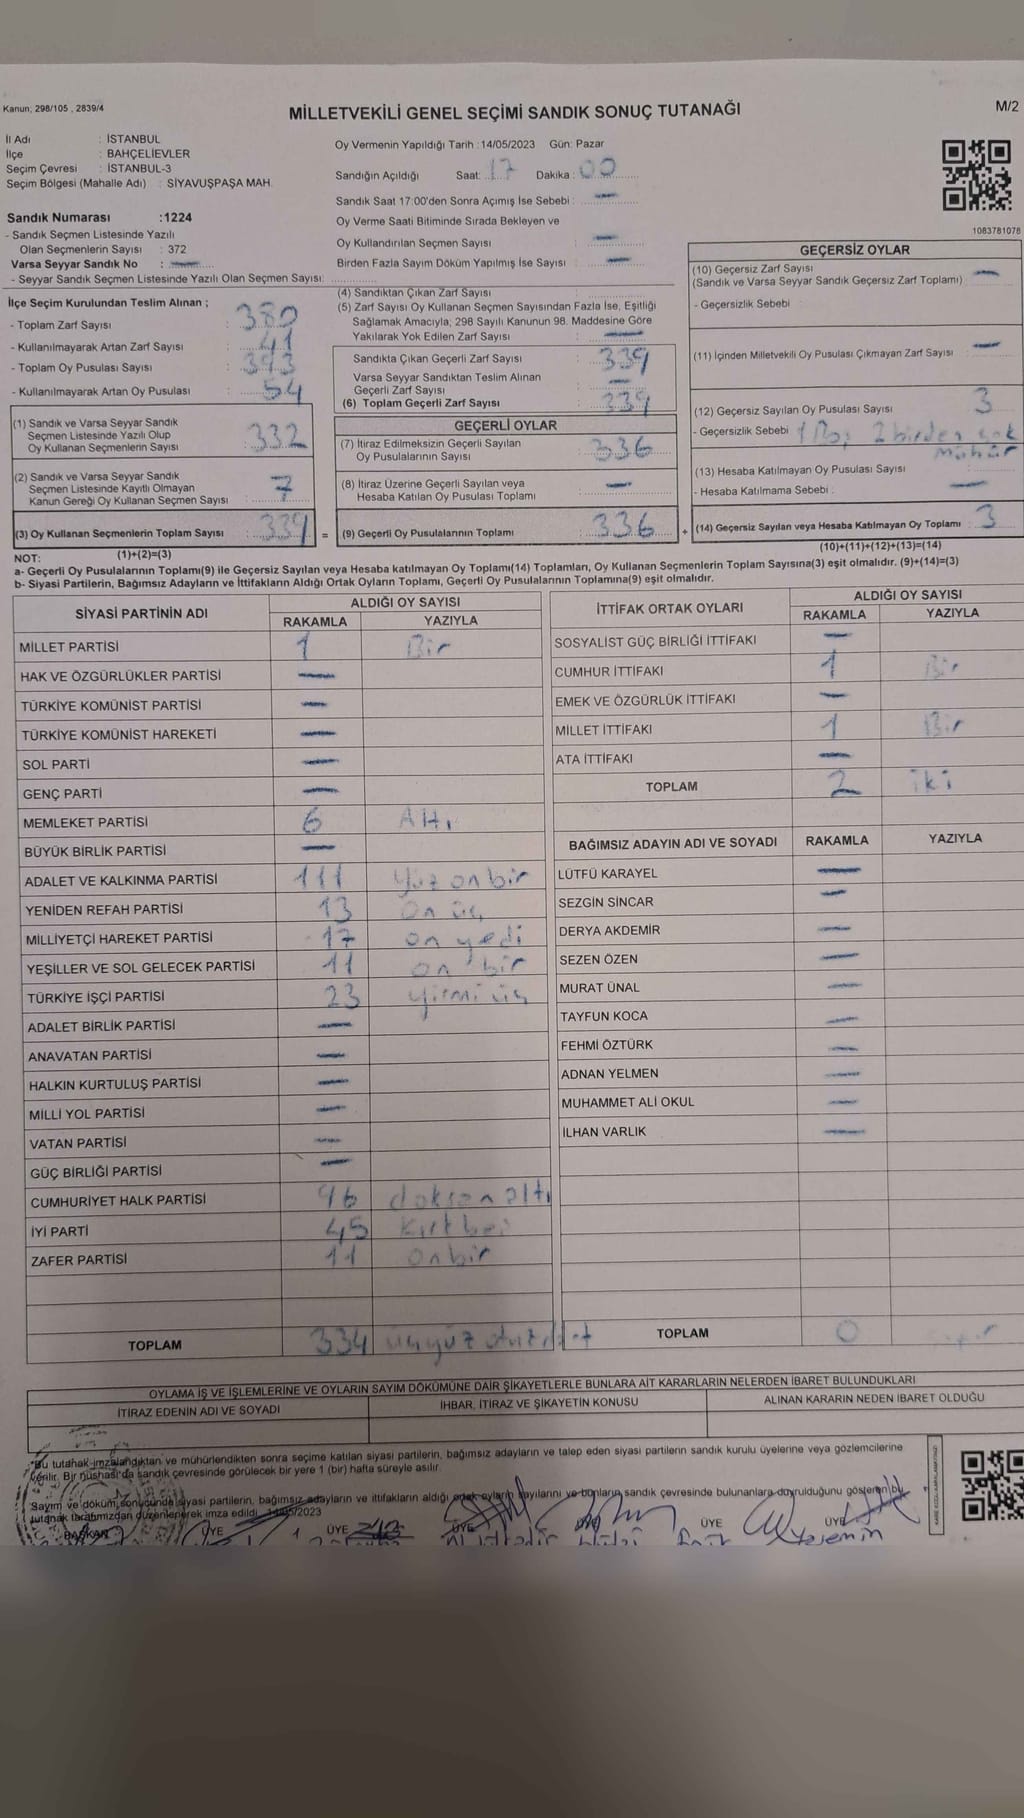 Kanun; 298/105 , 2839/4
MİLLETVEKİLİ GENEL SEÇİMİ SANDIK SONUÇ TUTANAĞI
M/2
İl Adı : İSTANBUL
İlçe : BAHÇELİEVLER
Seçim Çevresi : İSTANBUL-3
Seçim Bölgesi (Mahalle Adı) : SİYAVUŞPAŞA MAH.
Sandık Numarası :1224
- Sandık Seçmen Listesinde Yazılı
Olan Seçmenlerin Sayısı : 372
Varsa Seyyar Sandık No : —
- Seyyar Sandık Seçmen Listesinde Yazılı Olan Seçmen Sayısı:
Oy Vermenin Yapıldığı Tarih :14/05/2023 Gün: Pazar
Sandığın Açıldığı Saat: 17 Dakika : 00
Sandık Saat 17:00'den Sonra Açımış İse Sebebi : —
Oy Verme Saati Bitiminde Sırada Bekleyen ve
Oy Kullandırılan Seçmen Sayısı : —
Birden Fazla Sayım Döküm Yapılmış İse Sayısı : —
1083781078
İlçe Seçim Kurulundan Teslim Alınan ;
- Toplam Zarf Sayısı : 380
- Kullanılmayarak Artan Zarf Sayısı : 41
- Toplam Oy Pusulası Sayısı : 393
- Kullanılmayarak Artan Oy Pusulası : 54
(1) Sandık ve Varsa Seyyar Sandık
Seçmen Listesinde Yazılı Olup
Oy Kullanan Seçmenlerin Sayısı : 332
(2) Sandık ve Varsa Seyyar Sandık
Seçmen Listesinde Kayıtlı Olmayan
Kanun Gereği Oy Kullanan Seçmen Sayısı : 7
(3) Oy Kullanan Seçmenlerin Toplam Sayısı : 339 =
(4) Sandıktan Çıkan Zarf Sayısı :
(5) Zarf Sayısı Oy Kullanan Seçmen Sayısından Fazla İse, Eşitliği
Sağlamak Amacıyla; 298 Sayılı Kanunun 98. Maddesine Göre
Yakılarak Yok Edilen Zarf Sayısı : —
Sandıkta Çıkan Geçerli Zarf Sayısı : 339
Varsa Seyyar Sandıktan Teslim Alınan
Geçerli Zarf Sayısı : —
(6) Toplam Geçerli Zarf Sayısı : 339
GEÇERLİ OYLAR
(7) İtiraz Edilmeksizin Geçerli Sayılan
Oy Pusulalarının Sayısı : 336
(8) İtiraz Üzerine Geçerli Sayılan veya
Hesaba Katılan Oy Pusulası Toplamı : —
(9) Geçerli Oy Pusulalarının Toplamı : 336 +
GEÇERSİZ OYLAR
(10) Geçersiz Zarf Sayısı : —
(Sandık ve Varsa Seyyar Sandık Geçersiz Zarf Toplamı)
- Geçersizlik Sebebi :
(11) İçinden Milletvekili Oy Pusulası Çıkmayan Zarf Sayısı : —
(12) Geçersiz Sayılan Oy Pusulası Sayısı : 3
- Geçersizlik Sebebi : 1 Boş 2 birden çok
mühür
(13) Hesaba Katılmayan Oy Pusulası Sayısı : —
- Hesaba Katılmama Sebebi :
(14) Geçersiz Sayılan veya Hesaba Katılmayan Oy Toplamı : 3
NOT: (1)+(2)=(3)
(10)+(11)+(12)+(13)=(14)
a- Geçerli Oy Pusulalarının Toplamı(9) ile Geçersiz Sayılan veya Hesaba katılmayan Oy Toplamı(14) Toplamları, Oy Kullanan Seçmenlerin Toplam Sayısına(3) eşit olmalıdır. (9)+(14)=(3)
b- Siyasi Partilerin, Bağımsız Adayların ve İttifakların Aldığı Ortak Oyların Toplamı, Geçerli Oy Pusulalarının Toplamına(9) eşit olmalıdır.
SİYASİ PARTİNİN ADI ALDIĞI OY SAYISI
RAKAMLA YAZIYLA
MİLLET PARTİSİ 1 Bir
HAK VE ÖZGÜRLÜKLER PARTİSİ —
TÜRKİYE KOMÜNİST PARTİSİ —
TÜRKİYE KOMÜNİST HAREKETİ —
SOL PARTİ —
GENÇ PARTİ —
MEMLEKET PARTİSİ 6 Altı
BÜYÜK BİRLİK PARTİSİ —
ADALET VE KALKINMA PARTİSİ 111 Yüz on bir
YENİDEN REFAH PARTİSİ 13 On üç
MİLLİYETÇİ HAREKET PARTİSİ 17 on yedi
YEŞİLLER VE SOL GELECEK PARTİSİ 11 on bir
TÜRKİYE İŞÇİ PARTİSİ 23 yirmi üç
ADALET BİRLİK PARTİSİ —
ANAVATAN PARTİSİ —
HALKIN KURTULUŞ PARTİSİ —
MİLLİ YOL PARTİSİ —
VATAN PARTİSİ —
GÜÇ BİRLİĞİ PARTİSİ —
CUMHURİYET HALK PARTİSİ 96 doksan altı
İYİ PARTİ 45 Kırk beş
ZAFER PARTİSİ 11 On bir
TOPLAM 334 üçyüz otuz dört
İTTİFAK ORTAK OYLARI ALDIĞI OY SAYISI
RAKAMLA YAZIYLA
SOSYALİST GÜÇ BİRLİĞİ İTTİFAKI —
CUMHUR İTTİFAKI 1 Bir
EMEK VE ÖZGÜRLÜK İTTİFAKI —
MİLLET İTTİFAKI 1 Bir
ATA İTTİFAKI —
TOPLAM 2 iki
BAĞIMSIZ ADAYIN ADI VE SOYADI RAKAMLA YAZIYLA
LÜTFÜ KARAYEL —
SEZGİN SİNCAR —
DERYA AKDEMİR —
SEZEN ÖZEN —
MURAT ÜNAL —
TAYFUN KOCA —
FEHMİ ÖZTÜRK —
ADNAN YELMEN —
MUHAMMET ALİ OKUL —
İLHAN VARLIK —
TOPLAM 0
OYLAMA İŞ VE İŞLEMLERİNE VE OYLARIN SAYIM DÖKÜMÜNE DAİR ŞİKAYETLERLE BUNLARA AİT KARARLARIN NELERDEN İBARET BULUNDUKLARI
İTİRAZ EDENİN ADI VE SOYADI İHBAR, İTİRAZ VE ŞİKAYETİN KONUSU ALINAN KARARIN NEDEN İBARET OLDUĞU
"Bu tutanak imzalandıktan ve mühürlendikten sonra seçime katılan siyasi partilerin, bağımsız adayların ve talep eden siyasi partilerin sandık kurulu üyelerine veya gözlemcilerine
verilir. Bir nüshası da sandık çevresinde görülecek bir yere 1 (bir) hafta süreyle asılır.
Sayım ve döküm sonucunda siyasi partilerin, bağımsız adayların ve ittifakların aldığı ortak oyların sayılarını ve bunların sandık çevresinde bulunanlara duyrulduğunu gösteren bu
tutanak tarafımızdan düzenlenerek imza edildi. 14/05/2023
BAŞKAN ÜYE ÜYE ÜYE ÜYE ÜYE